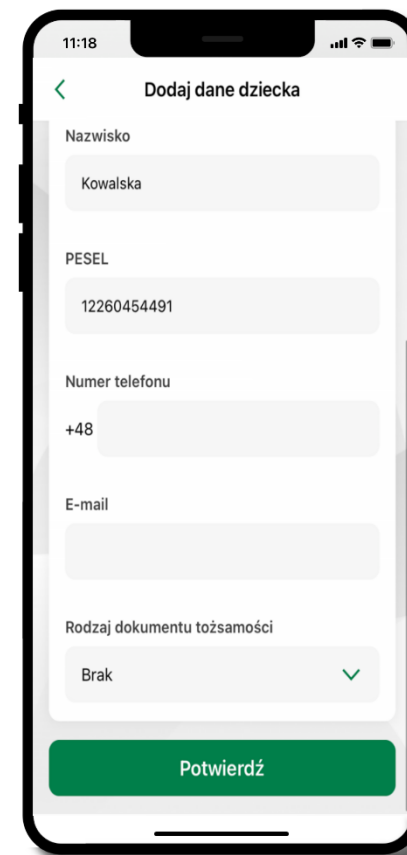 11:18
Dodaj dane dziecka
Nazwisko
Kowalska
PESEL
12260454491
Numer telefonu
+48
E-mail
Rodzaj dokumentu tożsamości
Brak
Potwierdź